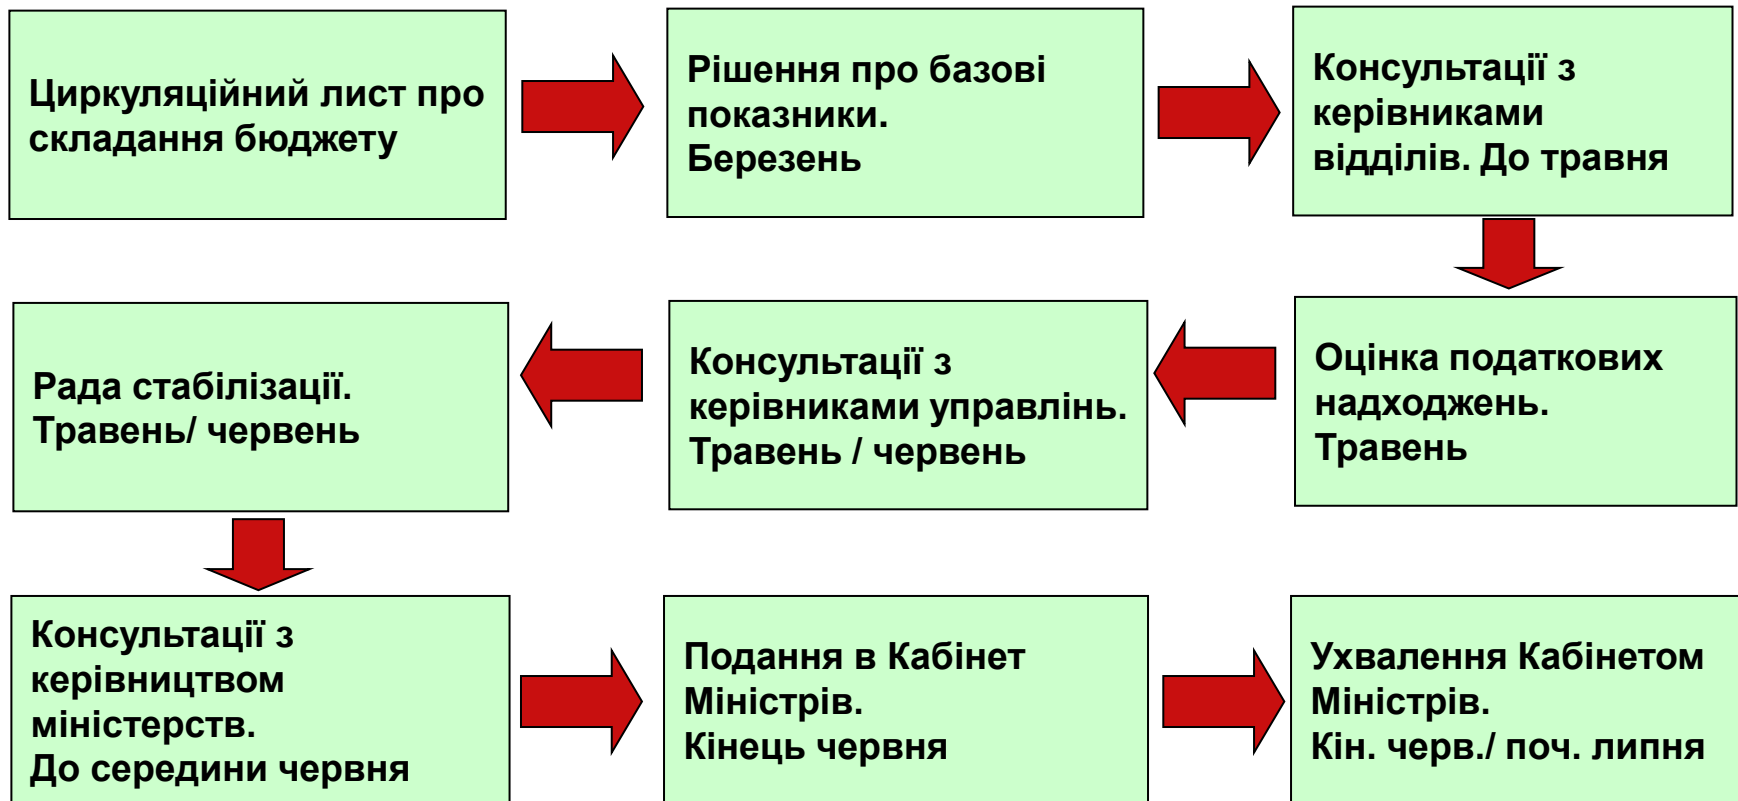 Циркуляційний лист про
складання бюджету
Рішення про базові
показники.
Березень
Консультації з
керівниками
відділів. До травня
Оцінка податкових
надходжень.
Травень
Консультації з
керівниками управлінь.
Травень / червень
Рада стабілізації.
Травень/ червень
Консультації з
керівництвом
міністерств.
До середини червня
Подання в Кабінет
Міністрів.
Кінець червня
Ухвалення Кабінетом
Міністрів.
Кін. черв./ поч. липня